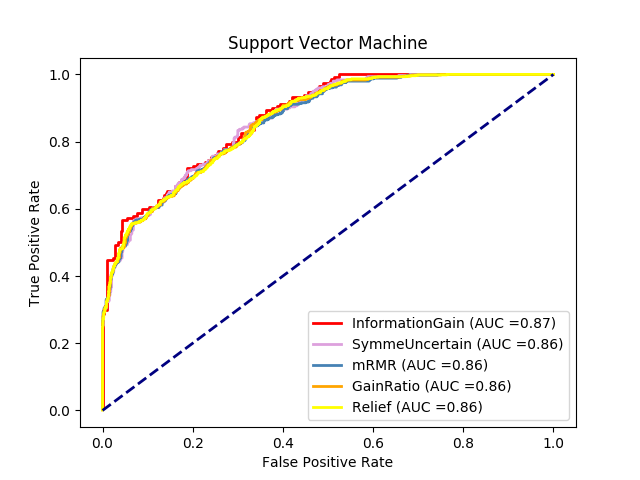 Support Vector Machine
True Positive Rate
1.0
0.8
0.6
0.4
0.2
0.0
InformationGain (AUC =0.87)
SymmeUncertain (AUC =0.86)
mRMR (AUC =0.86)
GainRatio (AUC =0.86)
Relief (AUC =0.86)
0.0 0.2 0.4 0.6 0.8 1.0
False Positive Rate